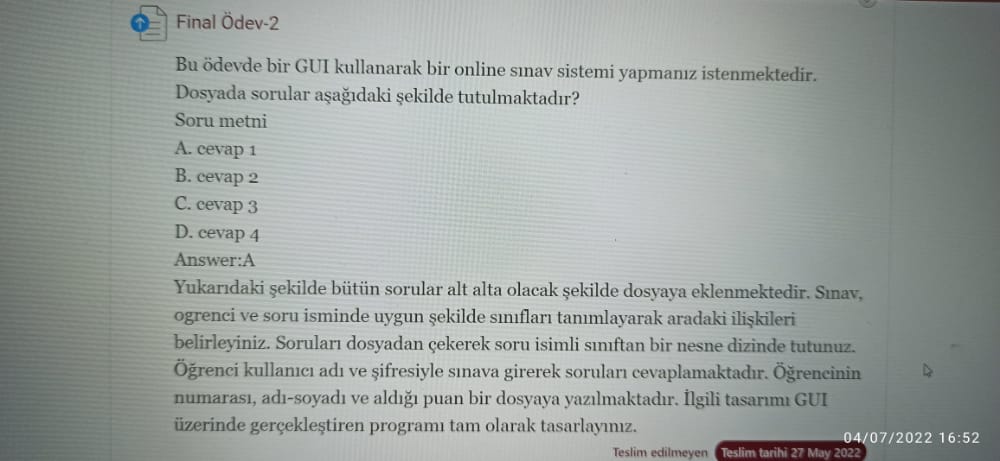 Final Ödev-2
Bu ödevde bir GUI kullanarak bir online sınav sistemi yapmanız istenmektedir.
Dosyada sorular aşağıdaki şekilde tutulmaktadır?
Soru metni
A. cevap 1
B. cevap 2
C. cevap 3
D. cevap 4
Answer:A
Yukarıdaki şekilde bütün sorular alt alta olacak şekilde dosyaya eklenmektedir. Sınav,
ogrenci ve soru isminde uygun şekilde sınıfları tanımlayarak aradaki ilişkileri
belirleyiniz. Soruları dosyadan çekerek soru isimli sınıftan bir nesne dizinde tutunuz.
Öğrenci kullanıcı adı ve şifresiyle sınava girerek soruları cevaplamaktadır. Öğrencinin
numarası, adı-soyadı ve aldığı puan bir dosyaya yazılmaktadır. İlgili tasarımı GUI
üzerinde gerçekleştiren programı tam olarak tasarlayınız.
04/07/2022 16:52
Teslim edilmeyen Teslim tarihi 27 May 2022